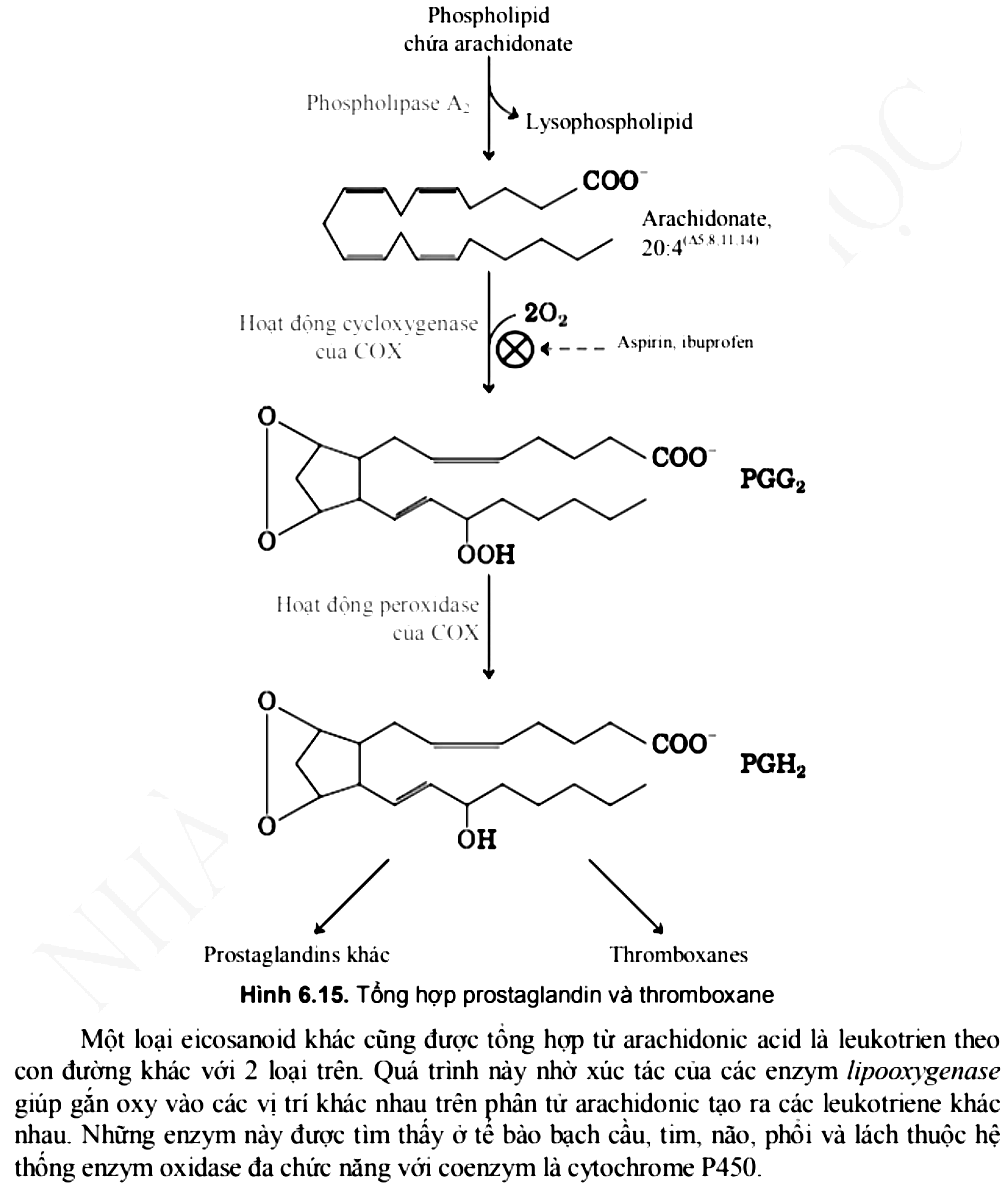 Phospholipid
chứa arachidonate
Phospholipase A₂
Lysophospholipid
COO⁻
Arachidonate,
20:4(Δ5,8,11,14)
Hoạt động cycloxygenase
của COX
2O₂
Aspirin, ibuprofen
O
COO⁻
PGG₂
O
OOH
Hoạt động peroxidase
của COX
O
COO⁻
PGH₂
O
OH
Prostaglandins khác
Thromboxanes
Hình 6.15. Tổng hợp prostaglandin và thromboxane
Một loại eicosanoid khác cũng được tổng hợp từ arachidonic acid là leukotrien theo
con đường khác với 2 loại trên. Quá trình này nhờ xúc tác của các enzym lipooxygenase
giúp gắn oxy vào các vị trí khác nhau trên phân tử arachidonic tạo ra các leukotriene khác
nhau. Những enzym này được tìm thấy ở tế bào bạch cầu, tim, não, phổi và lách thuộc hệ
thống enzym oxidase đa chức năng với coenzym là cytochrome P450.
NHÀ
ỌC